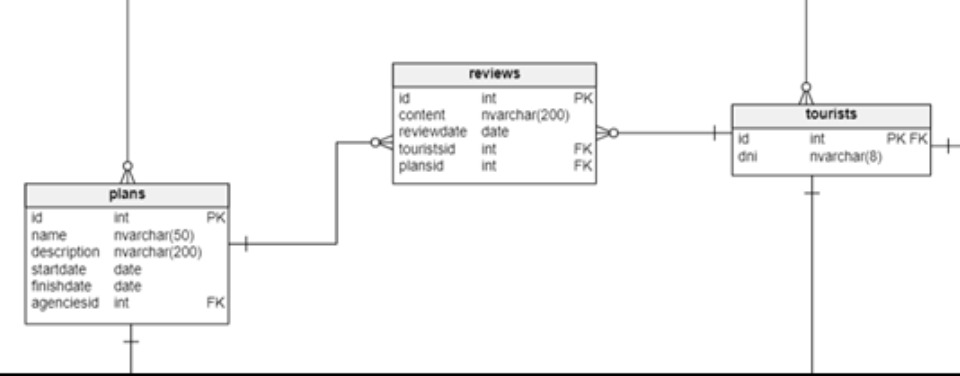 reviews
id int PK
content nvarchar(200)
reviewdate date
touristsid int FK
plansid int FK
tourists
id int PK FK
dni nvarchar(8)
plans
id int PK
name nvarchar(50)
description nvarchar(200)
startdate date
finishdate date
agenciesid int FK